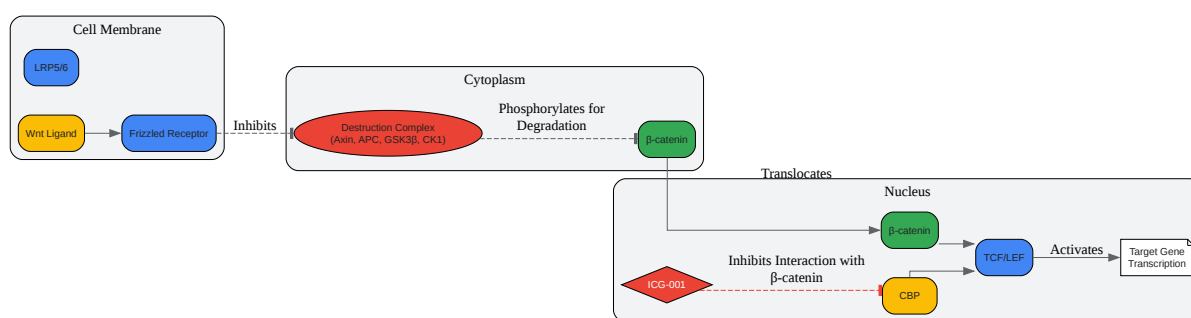 Cell Membrane
LRP5/6
Wnt Ligand
Frizzled Receptor
Inhibits
Cytoplasm
Destruction Complex
(Axin, APC, GSK3β, CK1)
Phosphorylates for
Degradation
β-catenin
Translocates
Nucleus
β-catenin
ICG-001
Inhibits Interaction with
β-catenin
CBP
TCF/LEF
Activates
Target Gene
Transcription